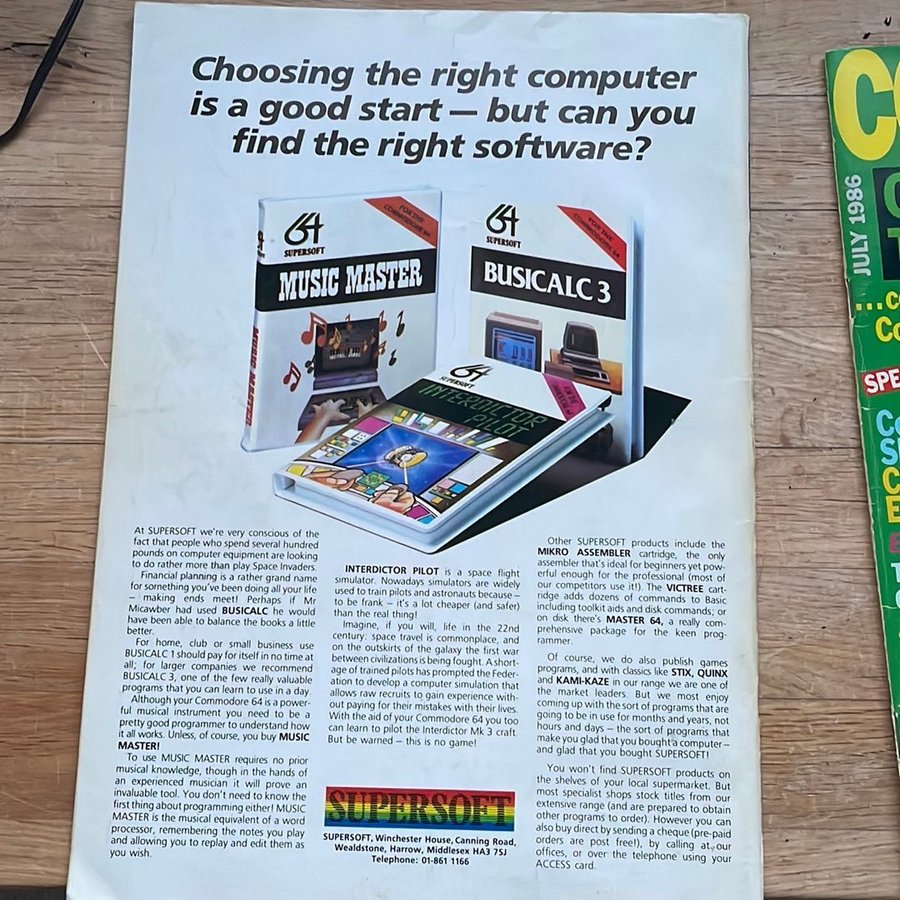 Choosing the right computer
is a good start — but can you
find the right software?
64
SUPERSOFT
FOR THE
COMMODORE 64
MUSIC MASTER
MUSIC MASTER
64
SUPERSOFT
FOR THE
COMMODORE 64
BUSICALC 3
64
SUPERSOFT
INTERDICTOR
PILOT
At SUPERSOFT we're very conscious of the
fact that people who spend several hundred
pounds on computer equipment are looking
to do rather more than play Space Invaders.
Financial planning is a rather grand name
for something you've been doing all your life
– making ends meet! Perhaps if Mr
Micawber had used BUSICALC he would
have been able to balance the books a little
better.
For home, club or small business use
BUSICALC 1 should pay for itself in no time at
all; for larger companies we recommend
BUSICALC 3, one of the few really valuable
programs that you can learn to use in a day.
Although your Commodore 64 is a power-
ful musical instrument you need to be a
pretty good programmer to understand how
it all works. Unless, of course, you buy MUSIC
MASTER!
To use MUSIC MASTER requires no prior
musical knowledge, though in the hands of
an experienced musician it will prove an
invaluable tool. You don't need to know the
first thing about programming either! MUSIC
MASTER is the musical equivalent of a word
processor, remembering the notes you play
and allowing you to replay and edit them as
you wish.
INTERDICTOR PILOT is a space flight
simulator. Nowadays simulators are widely
used to train pilots and astronauts because –
to be frank – it's a lot cheaper (and safer)
than the real thing!
Imagine, if you will, life in the 22nd
century: space travel is commonplace, and
on the outskirts of the galaxy the first war
between civilizations is being fought. A short-
age of trained pilots has prompted the Feder-
ation to develop a computer simulation that
allows raw recruits to gain experience with-
out paying for their mistakes with their lives.
With the aid of your Commodore 64 you too
can learn to pilot the Interdictor Mk 3 craft.
But be warned – this is no game!
SUPERSOFT
SUPERSOFT, Winchester House, Canning Road,
Wealdstone, Harrow, Middlesex HA3 7SJ
Telephone: 01-861 1166
Other SUPERSOFT products include the
MIKRO ASSEMBLER cartridge, the only
assembler that's ideal for beginners yet pow-
erful enough for the professional (most of
our competitors use it!). The VICTREE cart-
ridge adds dozens of commands to Basic
including toolkit aids and disk commands; or
on disk there's MASTER 64, a really com-
prehensive package for the keen prog-
rammer.
Of course, we do also publish games
programs, and with classics like STIX, QUINX
and KAMI-KAZE in our range we are one of
the market leaders. But we most enjoy
coming up with the sort of programs that are
going to be in use for months and years, not
hours and days – the sort of programs that
make you glad that you bought a computer –
and glad that you bought SUPERSOFT!
You won't find SUPERSOFT products on
the shelves of your local supermarket. But
most specialist shops stock titles from our
extensive range (and are prepared to obtain
other programs to order). However you can
also buy direct by sending a cheque (pre-paid
orders are post free!), by calling at our
offices, or over the telephone using your
ACCESS card.
JULY 1986